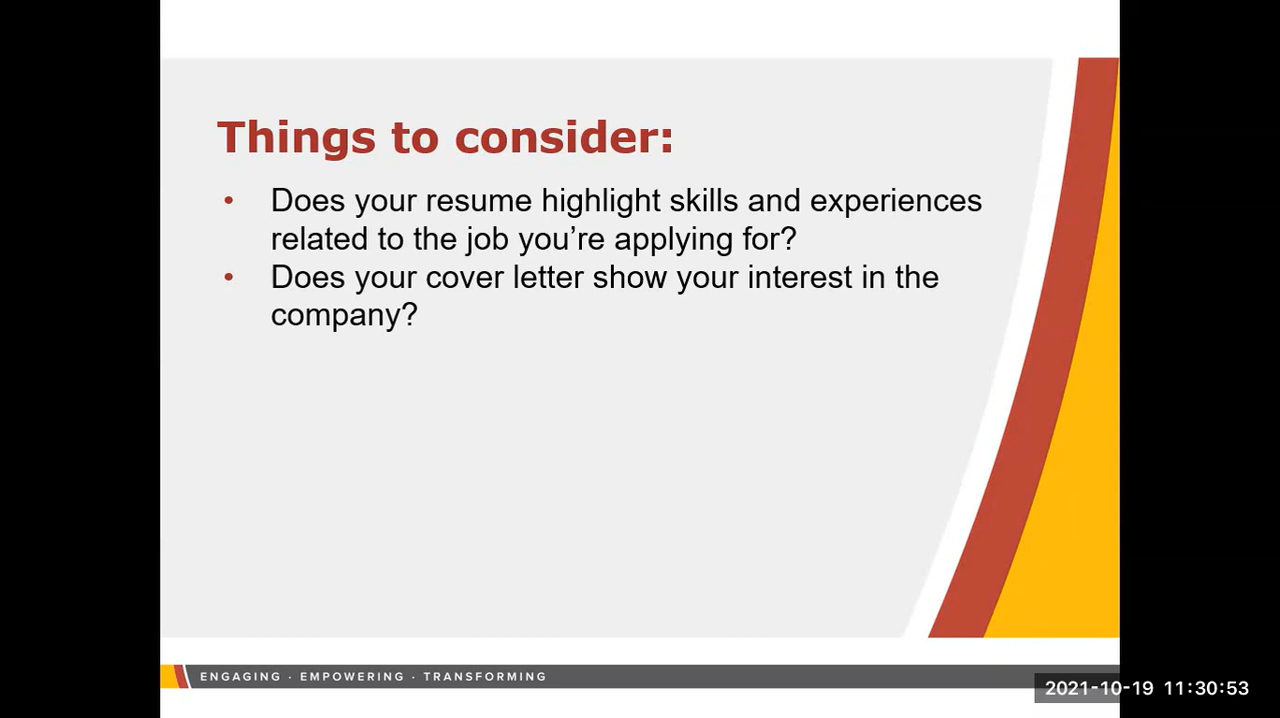 Things to consider:
• Does your resume highlight skills and experiences
related to the job you’re applying for?
• Does your cover letter show your interest in the
company?
ENGAGING · EMPOWERING · TRANSFORMING
2021-10-19 11:30:53